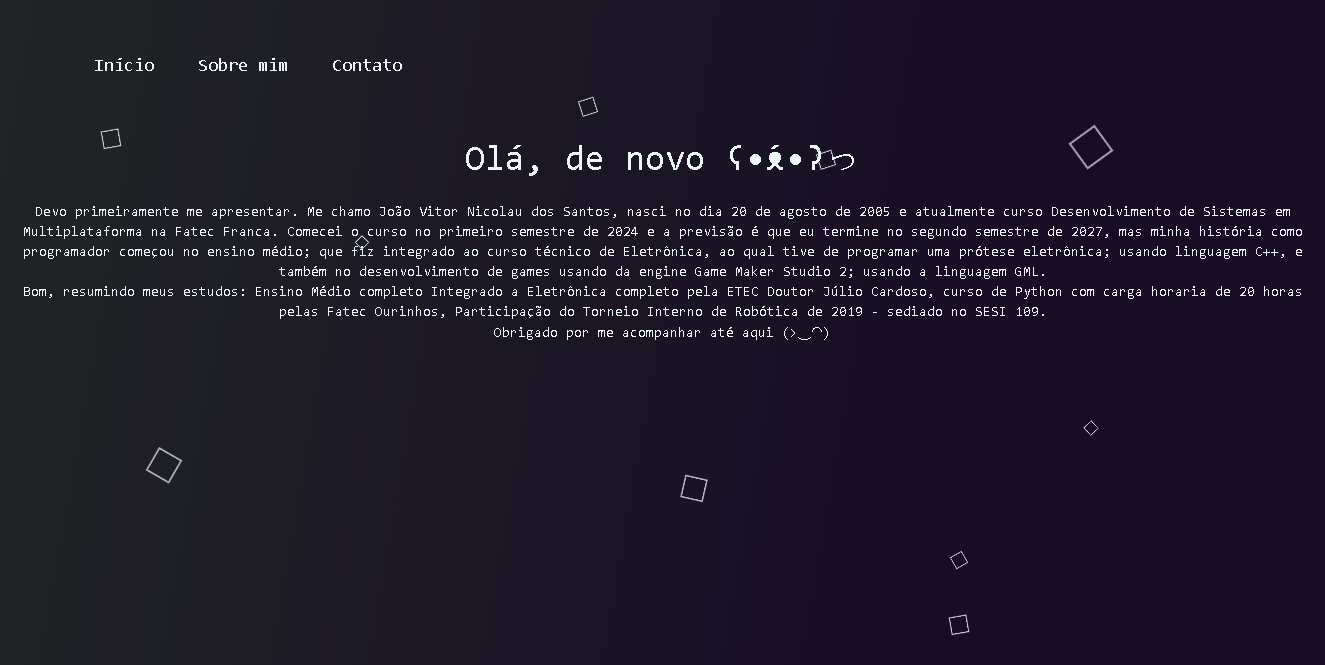 Início Sobre mim Contato
Olá, de novo ʕ•ᴥ•ʔっ
Devo primeiramente me apresentar. Me chamo João Vitor Nicolau dos Santos, nasci no dia 20 de agosto de 2005 e atualmente curso Desenvolvimento de Sistemas em
Multiplataforma na Fatec Franca. Comecei o curso no primeiro semestre de 2024 e a previsão é que eu termine no segundo semestre de 2027, mas minha história como
programador começou no ensino médio; que fiz integrado ao curso técnico de Eletrônica, ao qual tive de programar uma prótese eletrônica; usando linguagem C++, e
também no desenvolvimento de games usando da engine Game Maker Studio 2; usando a linguagem GML.
Bom, resumindo meus estudos: Ensino Médio completo Integrado a Eletrônica completo pela ETEC Doutor Júlio Cardoso, curso de Python com carga horaria de 20 horas
pelas Fatec Ourinhos, Participação do Torneio Interno de Robótica de 2019 - sediado no SESI 109.
Obrigado por me acompanhar até aqui (>‿◠)